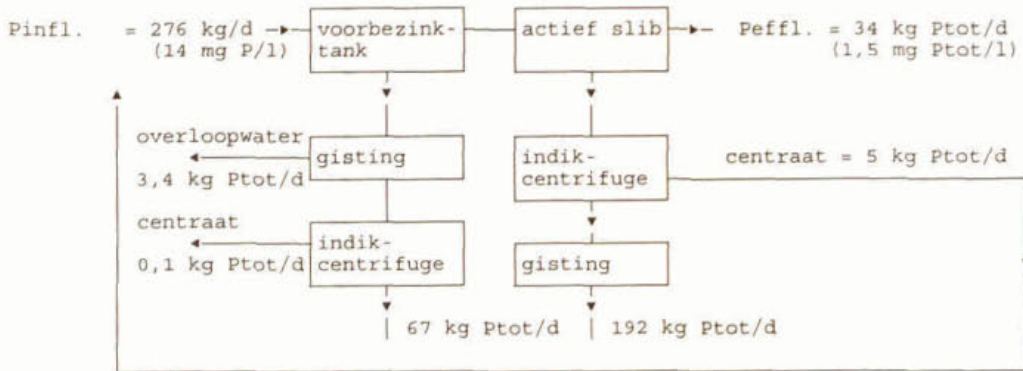 Pinfl. = 276 kg/d
(14 mg P/l)
voorbezink-
tank
actief slib
Peffl. = 34 kg Ptot/d
(1,5 mg Ptot/l)
overloopwater
3,4 kg Ptot/d
gisting
indik-
centrifuge
centraat = 5 kg Ptot/d
centraat
0,1 kg Ptot/d
indik-
centrifuge
gisting
67 kg Ptot/d
192 kg Ptot/d